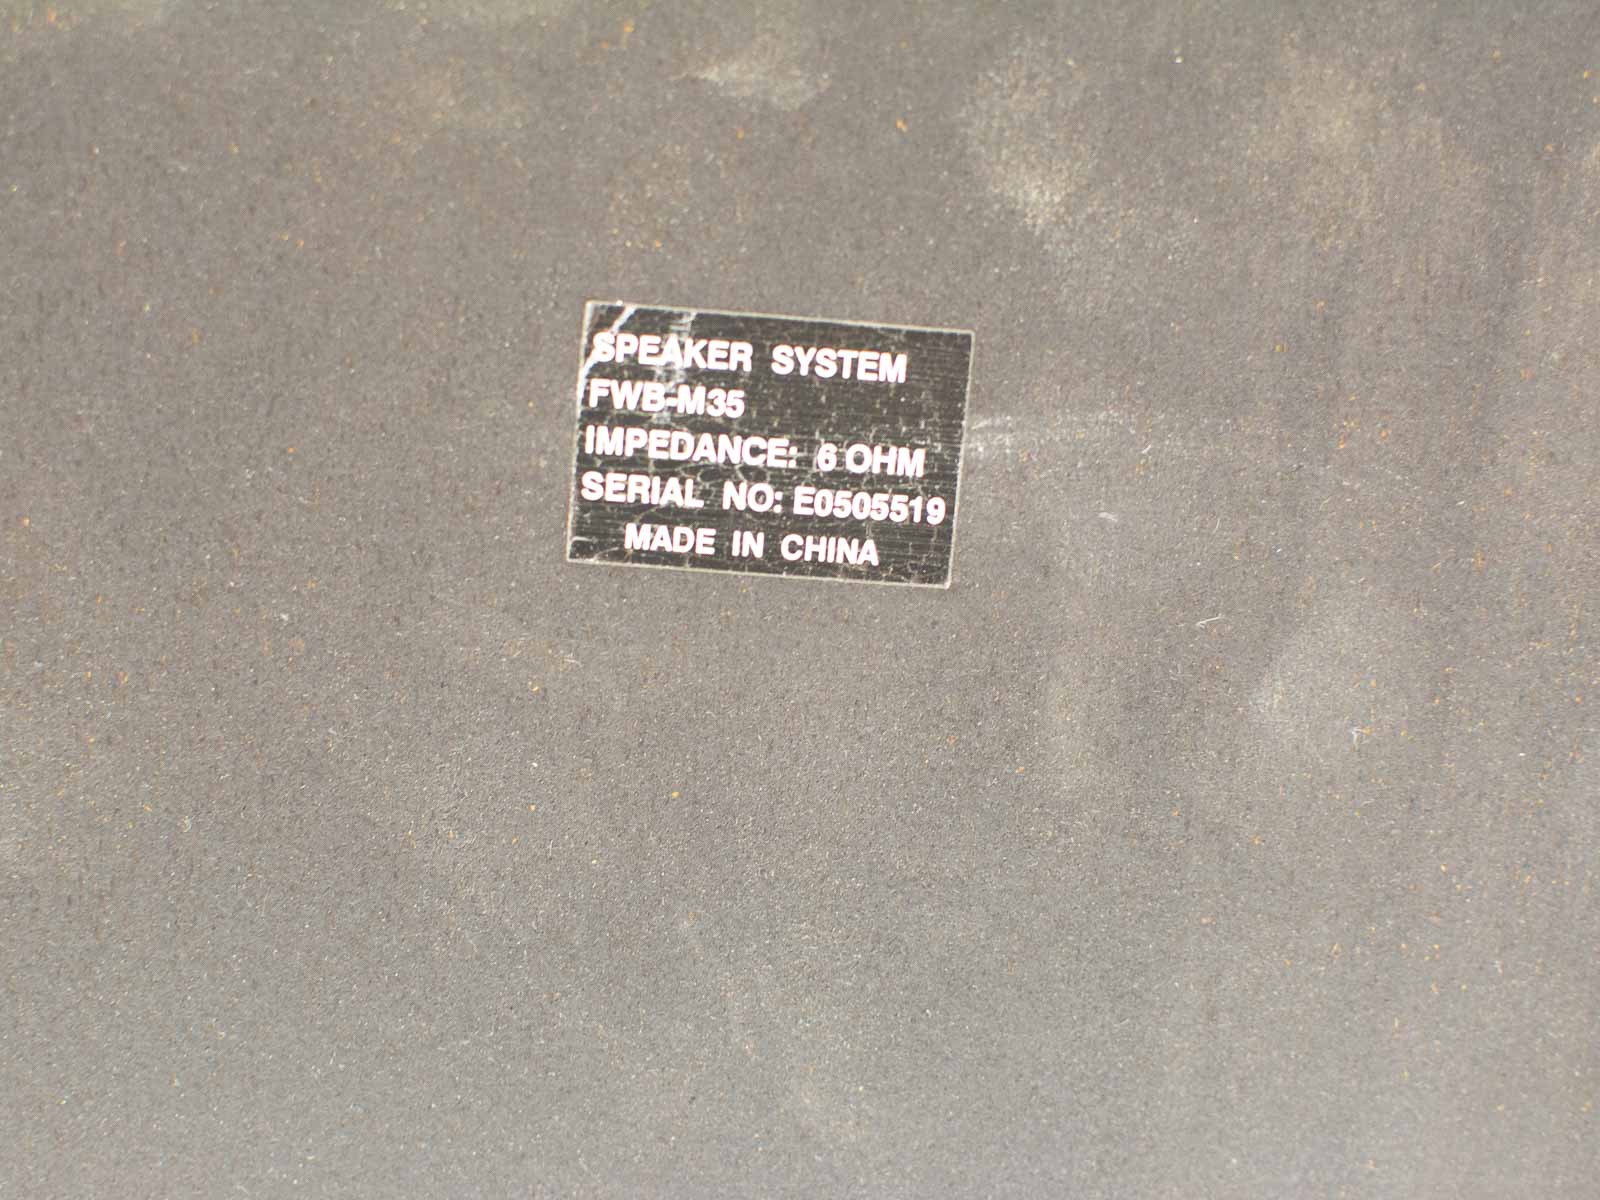 SPEAKER SYSTEM
FWB-M35
IMPEDANCE: 6 OHM
SERIAL NO: E0505519
MADE IN CHINA